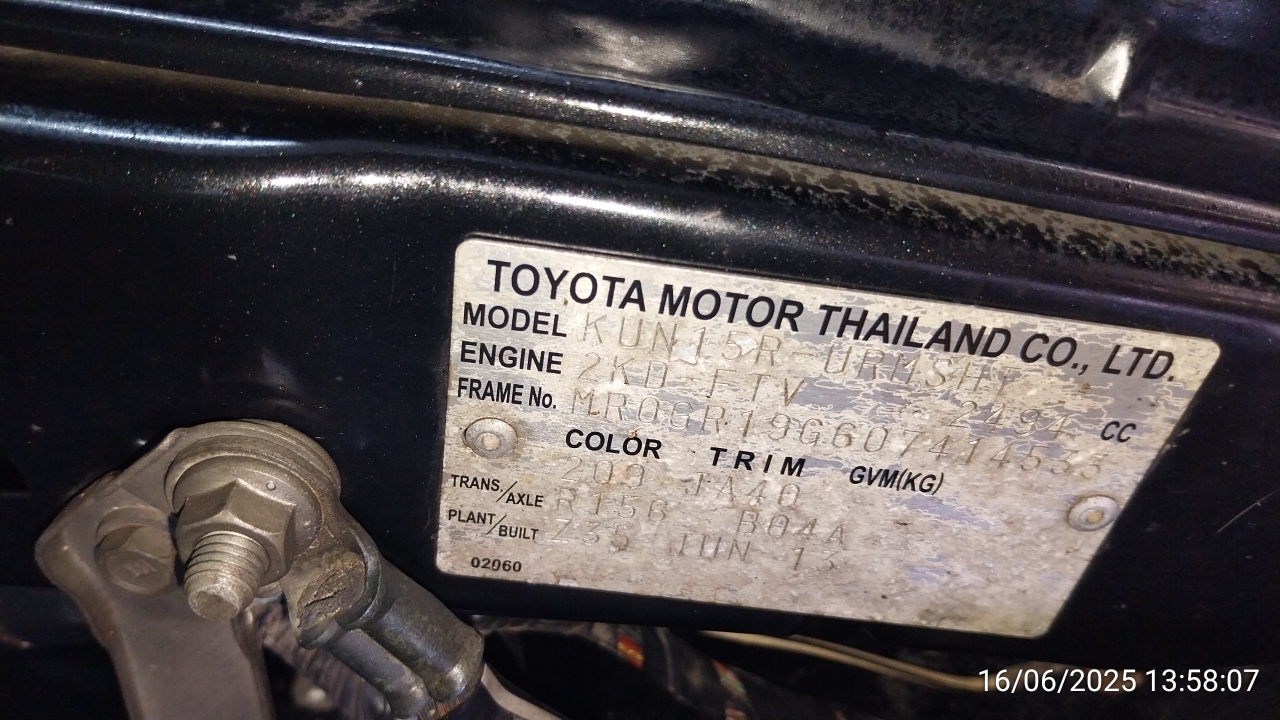 TOYOTA MOTOR THAILAND CO., LTD.
MODEL KUN15R-URMSHT
ENGINE 2KD-FTV 2494 CC
FRAME No. MR0GR19G607414533
COLOR TRIM GVM(KG)
209 JA40
TRANS./AXLE R156 B04A
PLANT/BUILT Z35 JUN 13
02060
16/06/2025 13:58:07